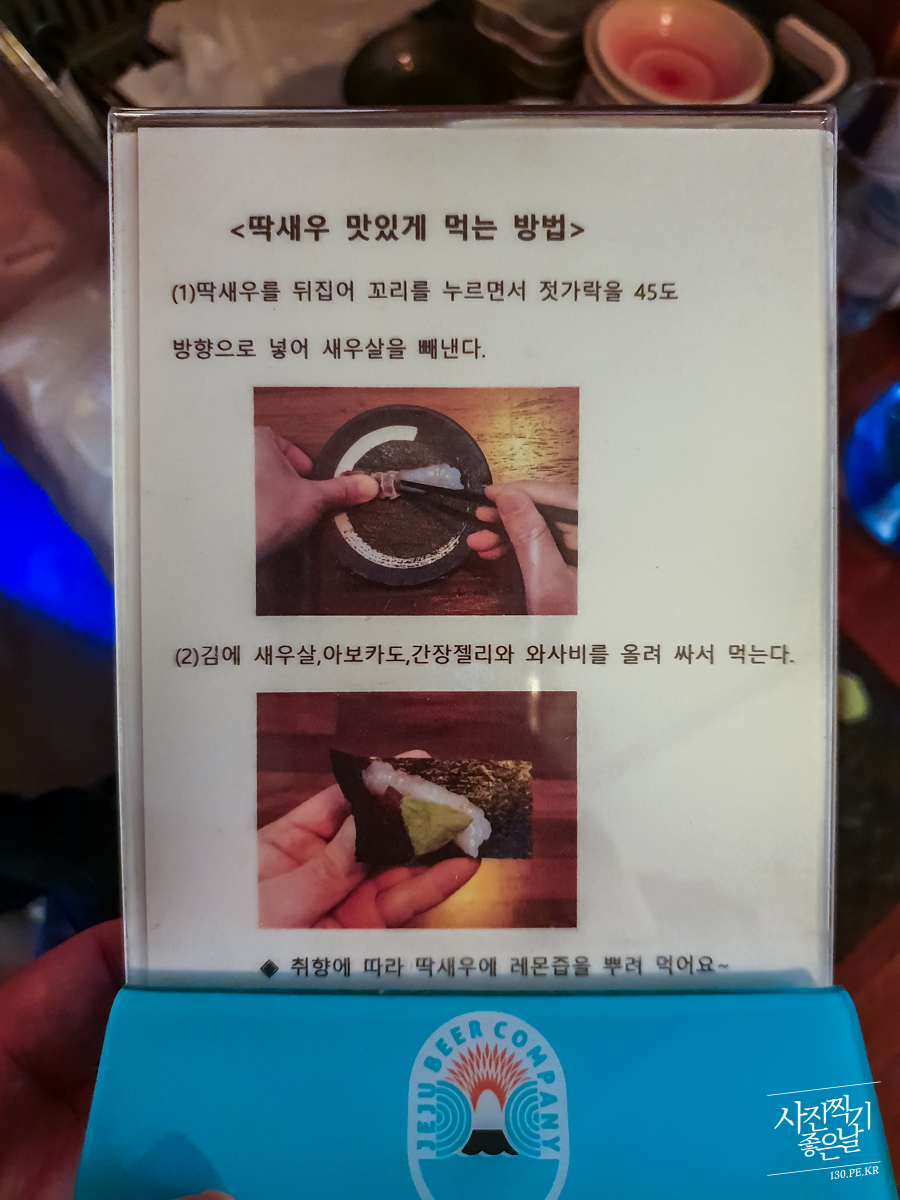 <딱새우 맛있게 먹는 방법>
(1)딱새우를 뒤집어 꼬리를 누르면서 젓가락을 45도
방향으로 넣어 새우살을 빼낸다.
(2)김에 새우살,아보카도,간장젤리와 와사비를 올려 싸서 먹는다.
◈ 취향에 따라 딱새우에 레몬즙을 뿌려 먹어요~
JEJU BEER COMPANY
사진찍기
좋은날
130.PE.KR